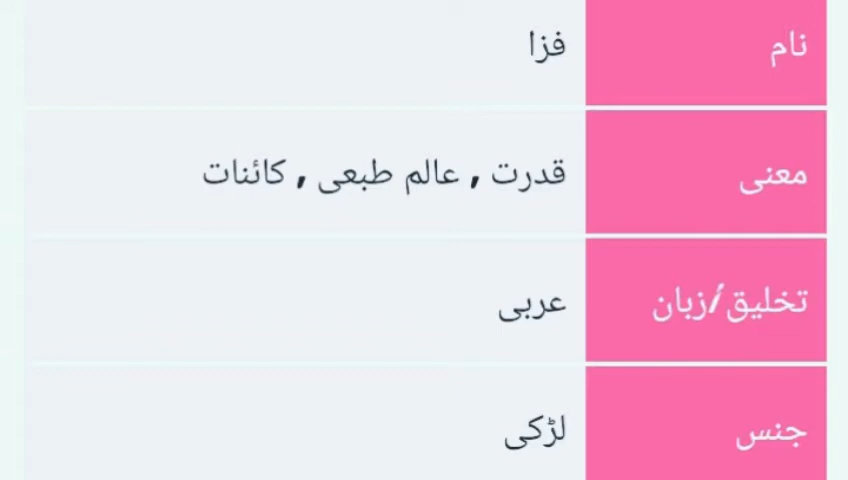 نام فزا
معنی قدرت , عالم طبعی , کائنات
تخلیق/زبان عربی
جنس لڑکی